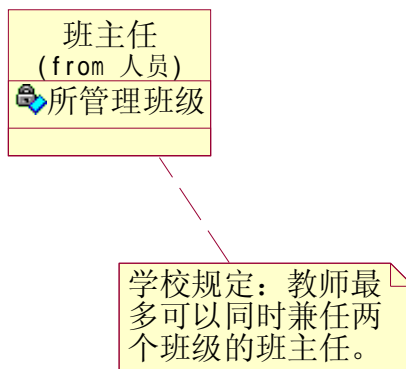 班主任
(from 人员)
所管理班级
学校规定：教师最
多可以同时兼任两
个班级的班主任。